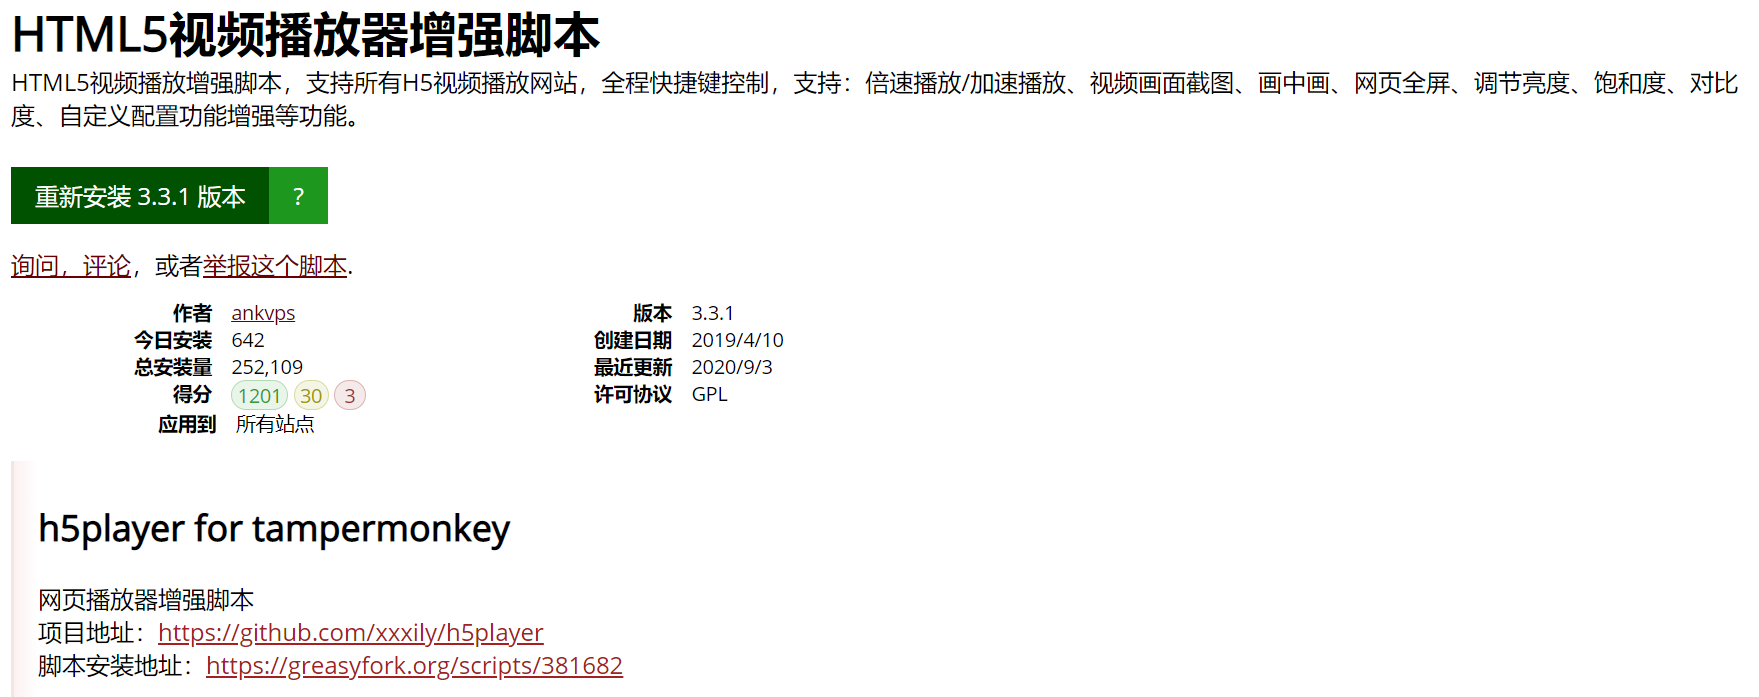 HTML5视频播放器增强脚本
HTML5视频播放增强脚本，支持所有H5视频播放网站，全程快捷键控制，支持：倍速播放/加速播放、视频画面截图、画中画、网页全屏、调节亮度、饱和度、对比
度、自定义配置功能增强等功能。
重新安装 3.3.1 版本 ?
询问，评论，或者举报这个脚本.
作者 ankvps 版本 3.3.1
今日安装 642 创建日期 2019/4/10
总安装量 252,109 最近更新 2020/9/3
得分 1201 30 3 许可协议 GPL
应用到 所有站点
h5player for tampermonkey
网页播放器增强脚本
项目地址：https://github.com/xxxily/h5player
脚本安装地址：https://greasyfork.org/scripts/381682